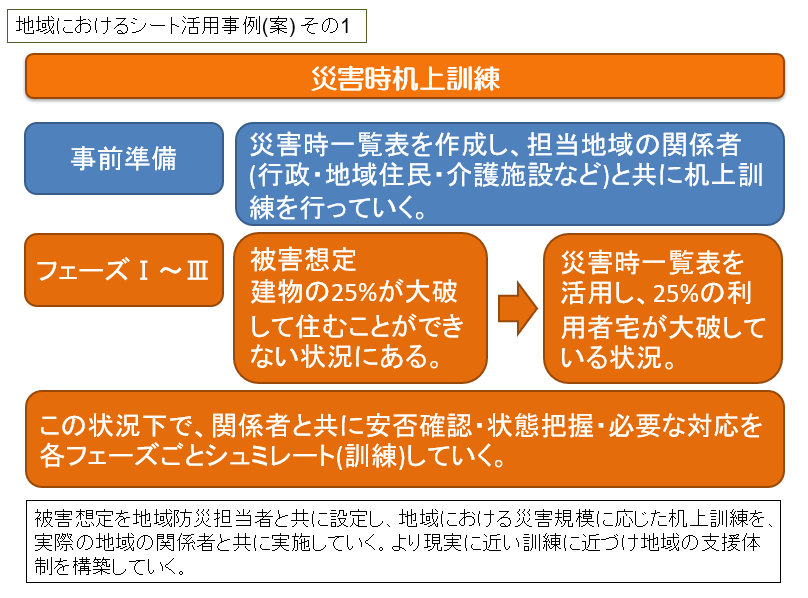 地域におけるシート活用事例(案) その1
災害時机上訓練
事前準備
災害時一覧表を作成し、担当地域の関係者
(行政・地域住民・介護施設など)と共に机上訓
練を行っていく。
フェーズⅠ～Ⅲ
被害想定
建物の25%が大破
して住むことができ
ない状況にある。
災害時一覧表を
活用し、25%の利
用者宅が大破して
いる状況。
この状況下で、関係者と共に安否確認・状態把握・必要な対応を
各フェーズごとシュミレート(訓練)していく。
被害想定を地域防災担当者と共に設定し、地域における災害規模に応じた机上訓練を、
実際の地域の関係者と共に実施していく。より現実に近い訓練に近づけ地域の支援体
制を構築していく。